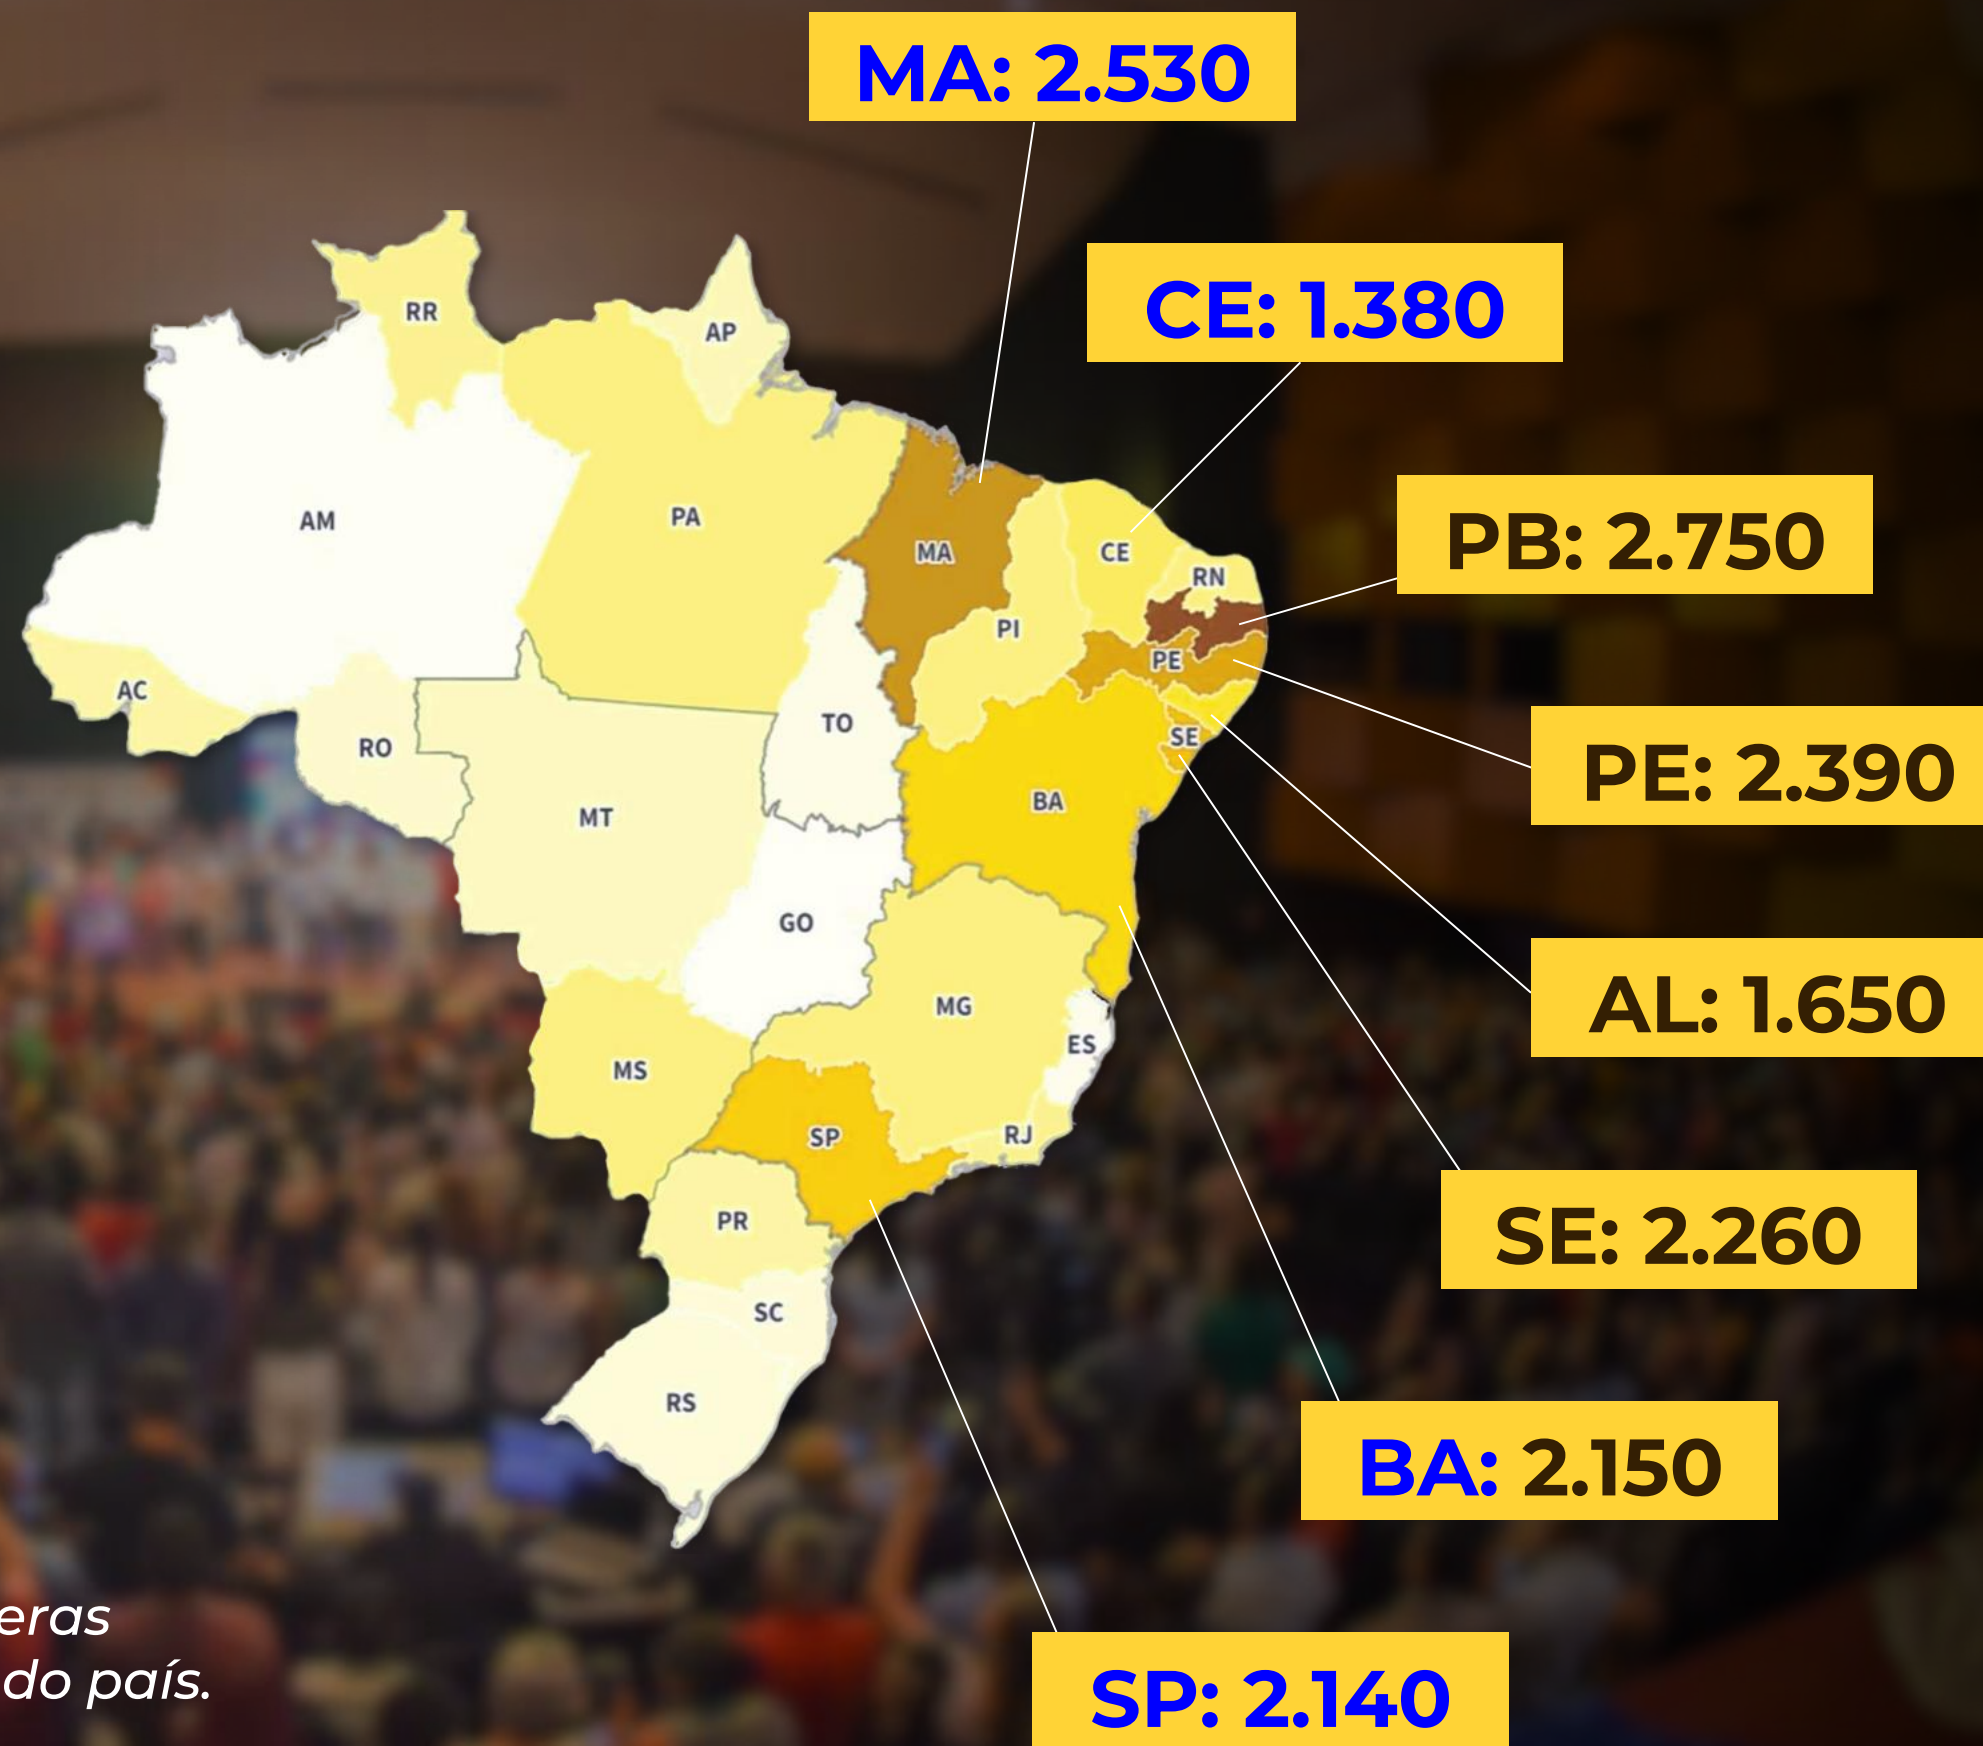 MA: 2.530
CE: 1.380
RR
AP
PB: 2.750
AM
PA
MA
CE
RN
PI
PE
AC
TO
SE
RO
PE: 2.390
MT
BA
GO
AL: 1.650
MG
ES
MS
SP
RJ
SE: 2.260
PR
SC
RS
BA: 2.150
eras
do país.
SP: 2.140